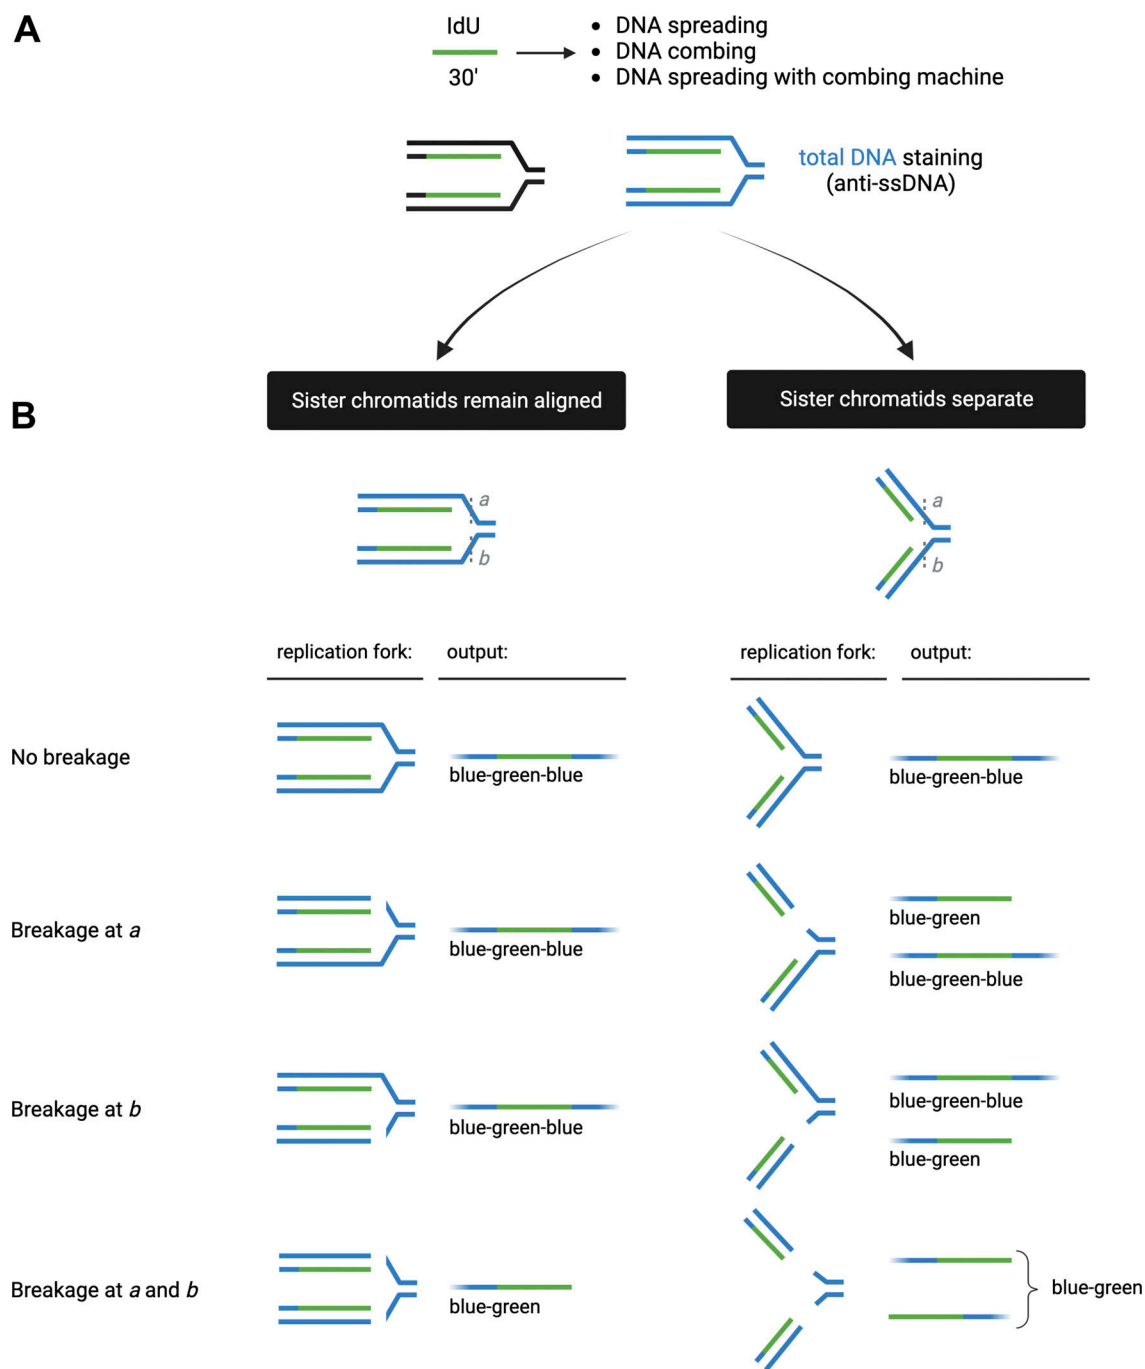 A
IdU
30'
• DNA spreading
• DNA combing
• DNA spreading with combing machine
total DNA staining
(anti-ssDNA)
Sister chromatids remain aligned
Sister chromatids separate
B
a
b
a
b
replication fork:
output:
replication fork:
output:
No breakage
blue-green-blue
blue-green-blue
Breakage at a
blue-green-blue
blue-green
blue-green-blue
Breakage at b
blue-green-blue
blue-green-blue
blue-green
Breakage at a and b
blue-green
blue-green